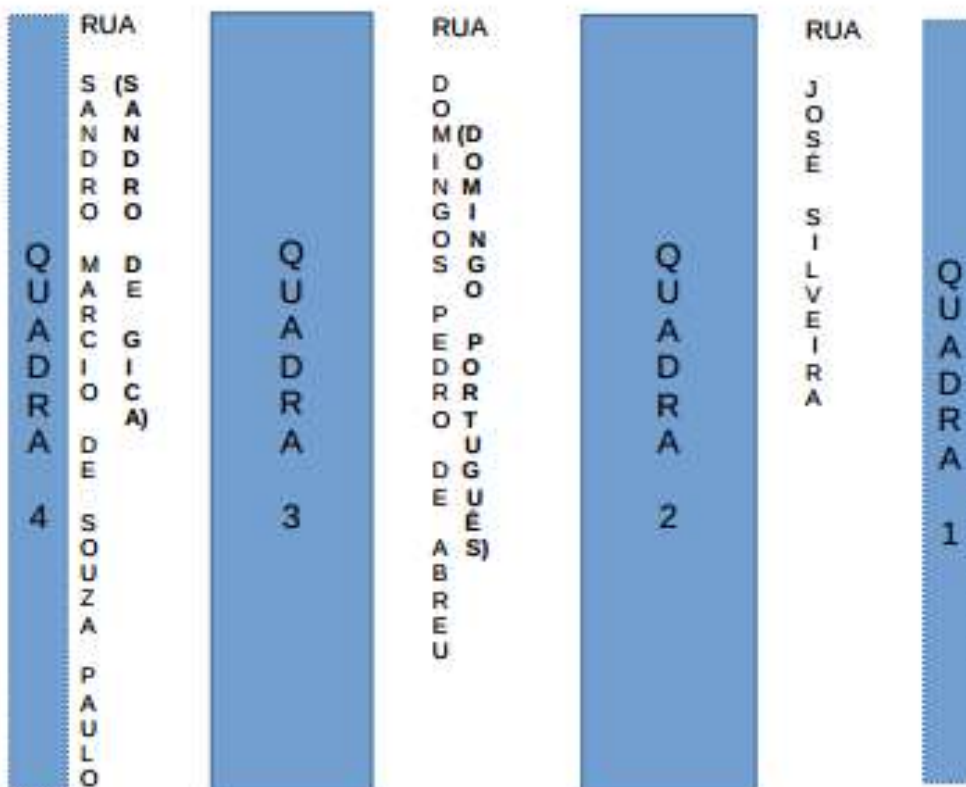 QUADRA 4
RUA SANDRO MARCIO DE SOUZA PAULO
(SANDRO DE GICA)
QUADRA 3
RUA DOMINGOS PEDRO DE ABREU
(DOMINGO PORTUGUÊS)
QUADRA 2
RUA JOSÉ SILVEIRA
QUADRA 1